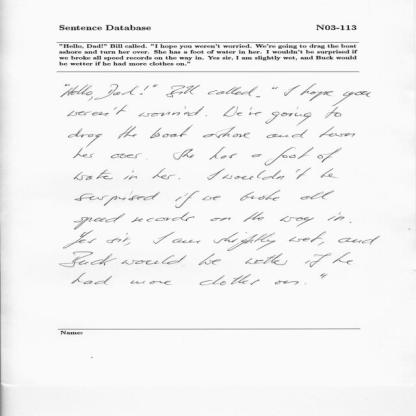 Sentence Database N03-113
"Hello, Dad!" Bill called. "I hope you weren't worried. We're going to drag the boat
ashore and turn her over. She has a foot of water in her. I wouldn't be surprised if
we broke all speed records on the way in. Yes sir, I am slightly wet, and Buck would
be wetter if he had more clothes on."
"Hello, Dad!" Bill called. "I hope you
weren't worried. We're going to
drag the boat ashore and turn
her over. She has a foot of
water in her. I wouldn't be
surprised if we broke all
speed records on the way in.
Yes sir, I am slightly wet, and
Buck would be wetter if he
had more clothes on."
Name: